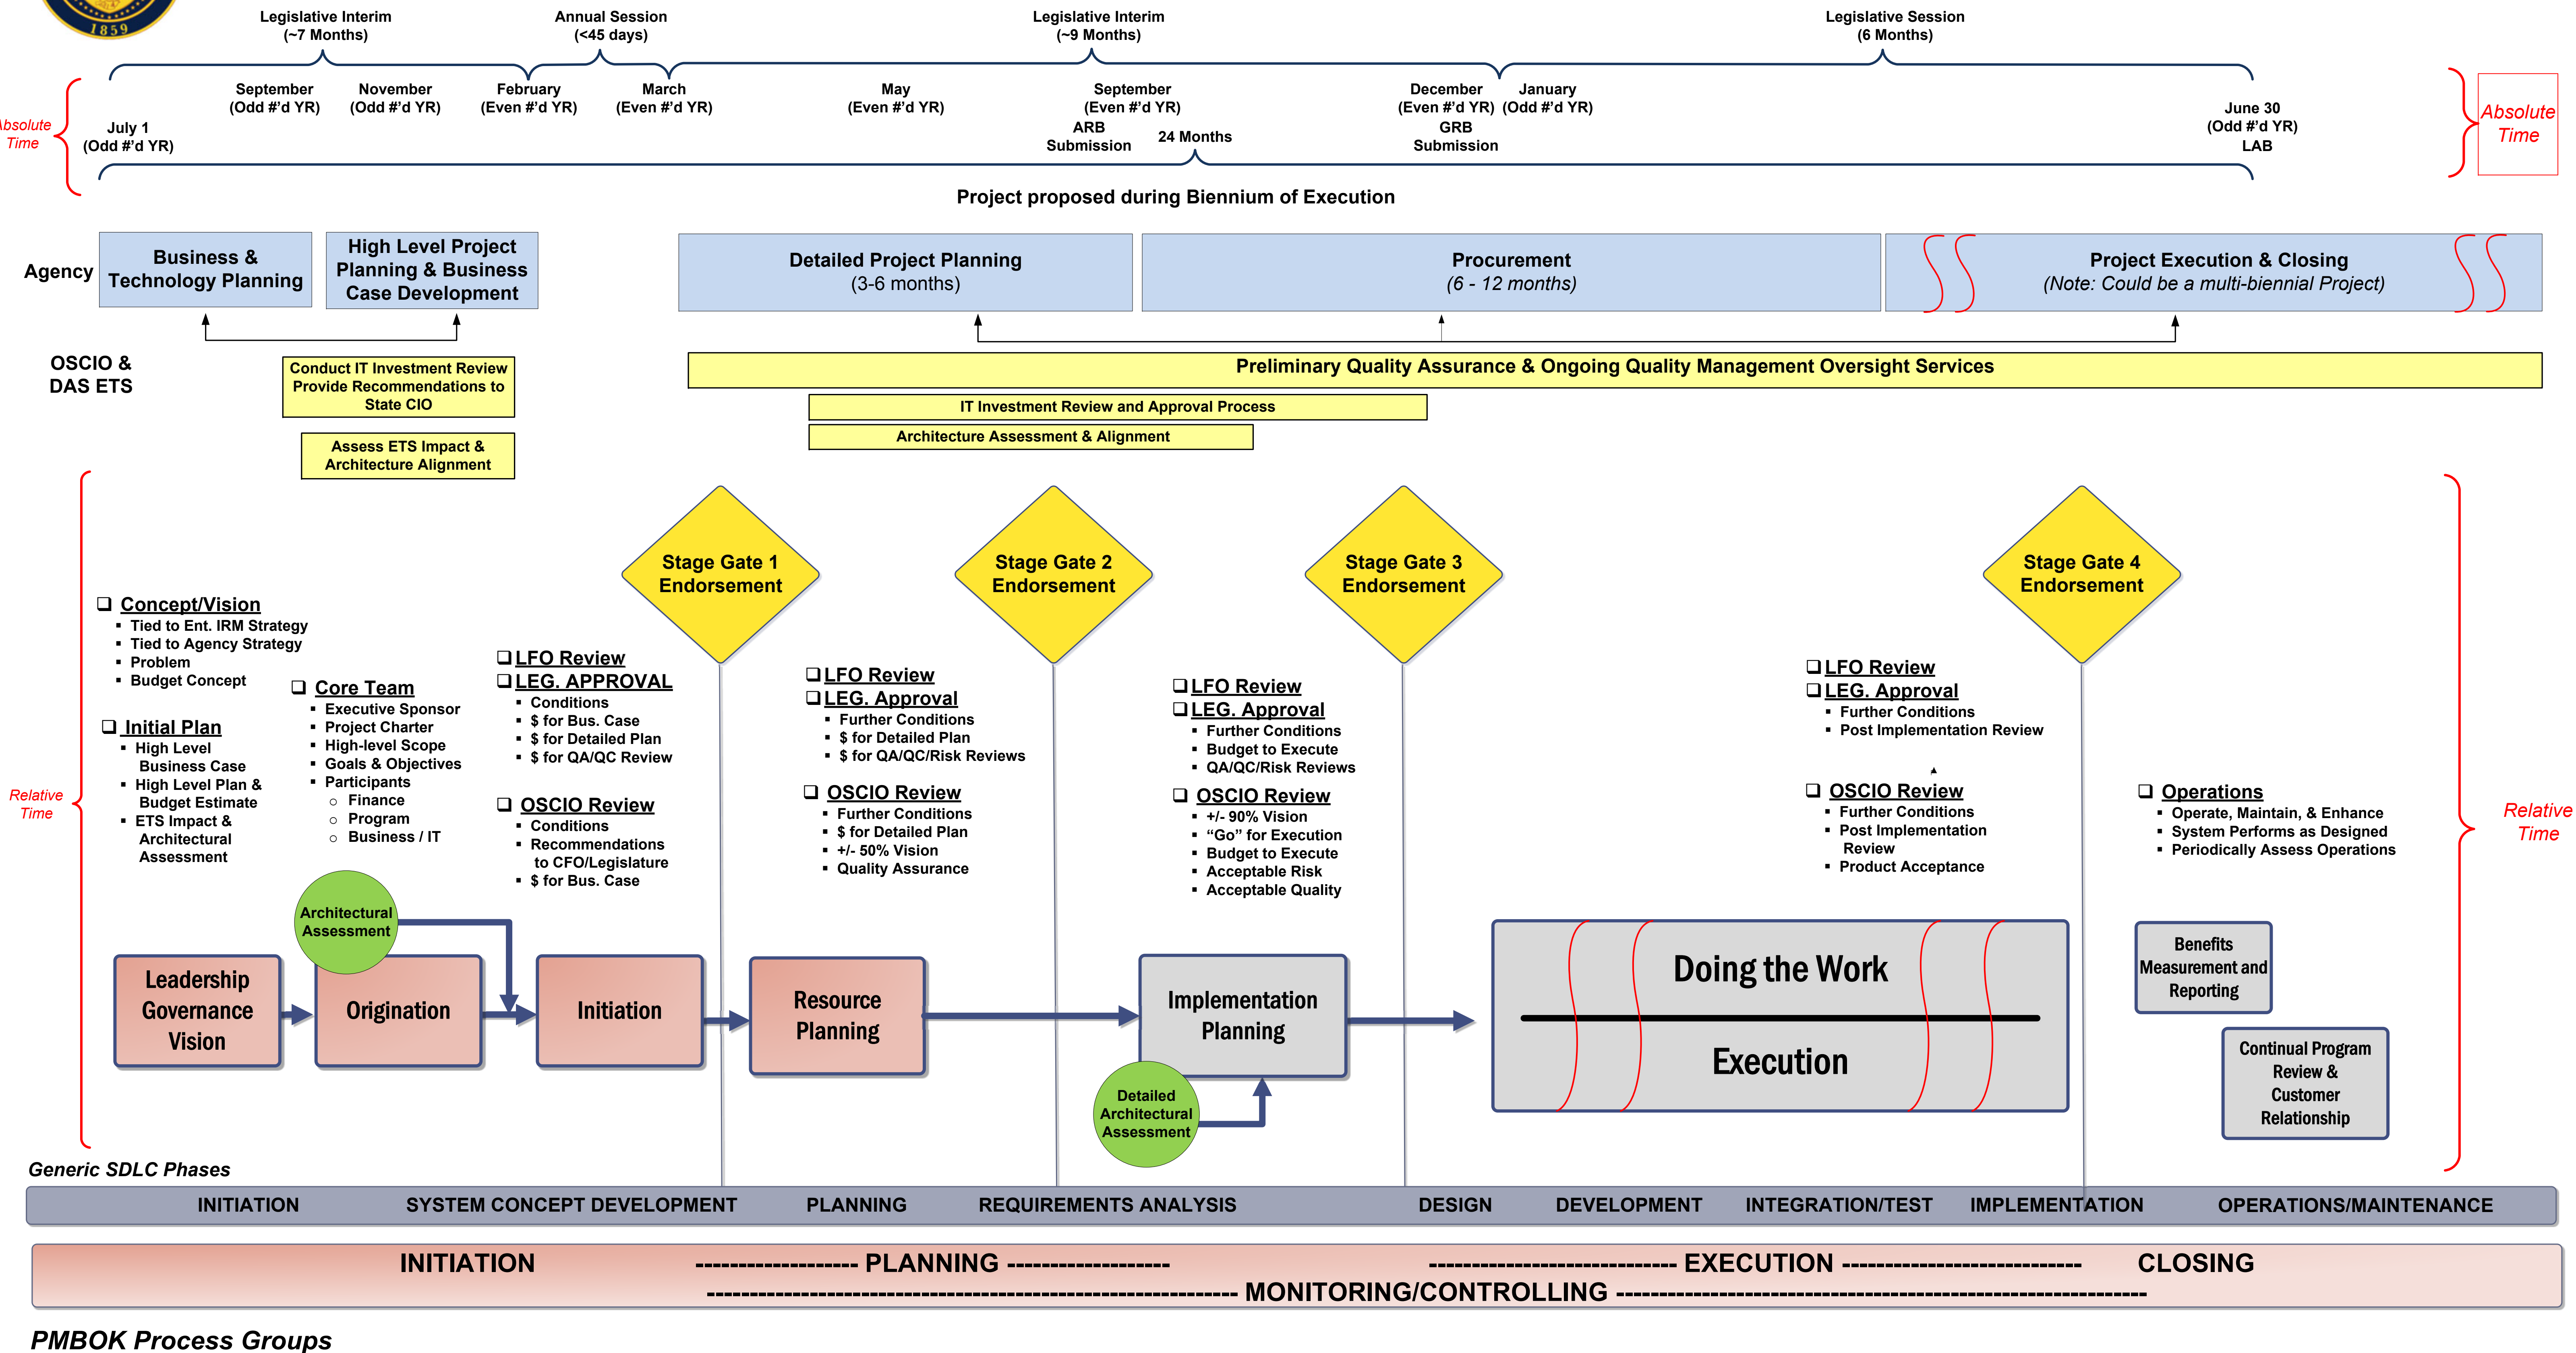 1859
Legislative Interim
(~7 Months)
Annual Session
(<45 days)
Legislative Interim
(~9 Months)
Legislative Session
(6 Months)
September
(Odd #'d YR)
November
(Odd #'d YR)
February
(Even #'d YR)
March
(Even #'d YR)
May
(Even #'d YR)
September
(Even #'d YR)
ARB
Submission
24 Months
December
(Even #'d YR)
GRB
Submission
January
(Odd #'d YR)
June 30
(Odd #'d YR)
LAB
Absolute
Time
July 1
(Odd #'d YR)
Absolute
Time
Project proposed during Biennium of Execution
Agency
Business &
Technology Planning
High Level Project
Planning & Business
Case Development
Detailed Project Planning
(3-6 months)
Procurement
(6 - 12 months)
Project Execution & Closing
(Note: Could be a multi-biennial Project)
OSCIO &
DAS ETS
Conduct IT Investment Review
Provide Recommendations to
State CIO
Assess ETS Impact &
Architecture Alignment
Preliminary Quality Assurance & Ongoing Quality Management Oversight Services
IT Investment Review and Approval Process
Architecture Assessment & Alignment
Stage Gate 1
Endorsement
Stage Gate 2
Endorsement
Stage Gate 3
Endorsement
Stage Gate 4
Endorsement
Relative
Time
❑ Concept/Vision
▪ Tied to Ent. IRM Strategy
▪ Tied to Agency Strategy
▪ Problem
▪ Budget Concept
❑ Initial Plan
▪ High Level
Business Case
▪ High Level Plan &
Budget Estimate
▪ ETS Impact &
Architectural
Assessment
❑ Core Team
▪ Executive Sponsor
▪ Project Charter
▪ High-level Scope
▪ Goals & Objectives
▪ Participants
o Finance
o Program
o Business / IT
❑ LFO Review
❑ LEG. APPROVAL
▪ Conditions
▪ $ for Bus. Case
▪ $ for Detailed Plan
▪ $ for QA/QC Review
❑ OSCIO Review
▪ Conditions
▪ Recommendations
to CFO/Legislature
▪ $ for Bus. Case
❑ LFO Review
❑ LEG. Approval
▪ Further Conditions
▪ $ for Detailed Plan
▪ $ for QA/QC/Risk Reviews
❑ OSCIO Review
▪ Further Conditions
▪ $ for Detailed Plan
▪ +/- 50% Vision
▪ Quality Assurance
❑ LFO Review
❑ LEG. Approval
▪ Further Conditions
▪ Budget to Execute
▪ QA/QC/Risk Reviews
❑ OSCIO Review
▪ +/- 90% Vision
▪ “Go” for Execution
▪ Budget to Execute
▪ Acceptable Risk
▪ Acceptable Quality
❑ LFO Review
❑ LEG. Approval
▪ Further Conditions
▪ Post Implementation Review
❑ OSCIO Review
▪ Further Conditions
▪ Post Implementation
Review
▪ Product Acceptance
❑ Operations
▪ Operate, Maintain, & Enhance
▪ System Performs as Designed
▪ Periodically Assess Operations
Relative
Time
Architectural
Assessment
Leadership
Governance
Vision
Origination
Initiation
Resource
Planning
Implementation
Planning
Detailed
Architectural
Assessment
Doing the Work
Execution
Benefits
Measurement and
Reporting
Continual Program
Review &
Customer
Relationship
Generic SDLC Phases
INITIATION SYSTEM CONCEPT DEVELOPMENT PLANNING REQUIREMENTS ANALYSIS DESIGN DEVELOPMENT INTEGRATION/TEST IMPLEMENTATION OPERATIONS/MAINTENANCE
INITIATION ------------------- PLANNING ------------------- ----------------------------- EXECUTION ---------------------------- CLOSING
-------------------------------------------------------------- MONITORING/CONTROLLING --------------------------------------------------------------
PMBOK Process Groups